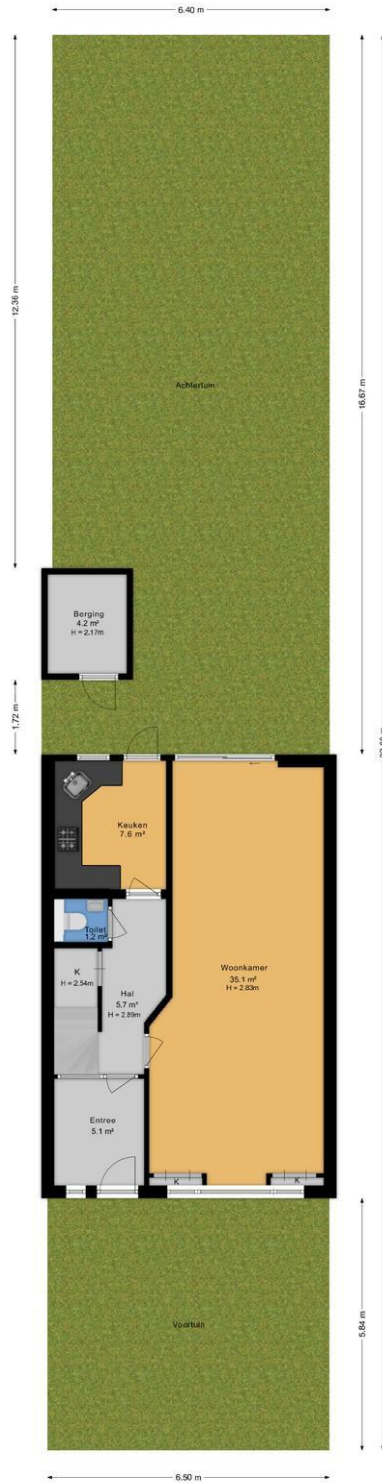 6.40 m
12.36 m
16.67 m
Achtertuin
Berging
4.2 m²
H = 2.17m
1.72 m
Keuken
7.6 m²
Toilet
1.2 m²
K
H = 2.54m
Hal
5.7 m²
H = 2.89m
Woonkamer
35.1 m²
H = 2.83m
Entree
5.1 m²
K
K
Voortuin
5.84 m
6.50 m